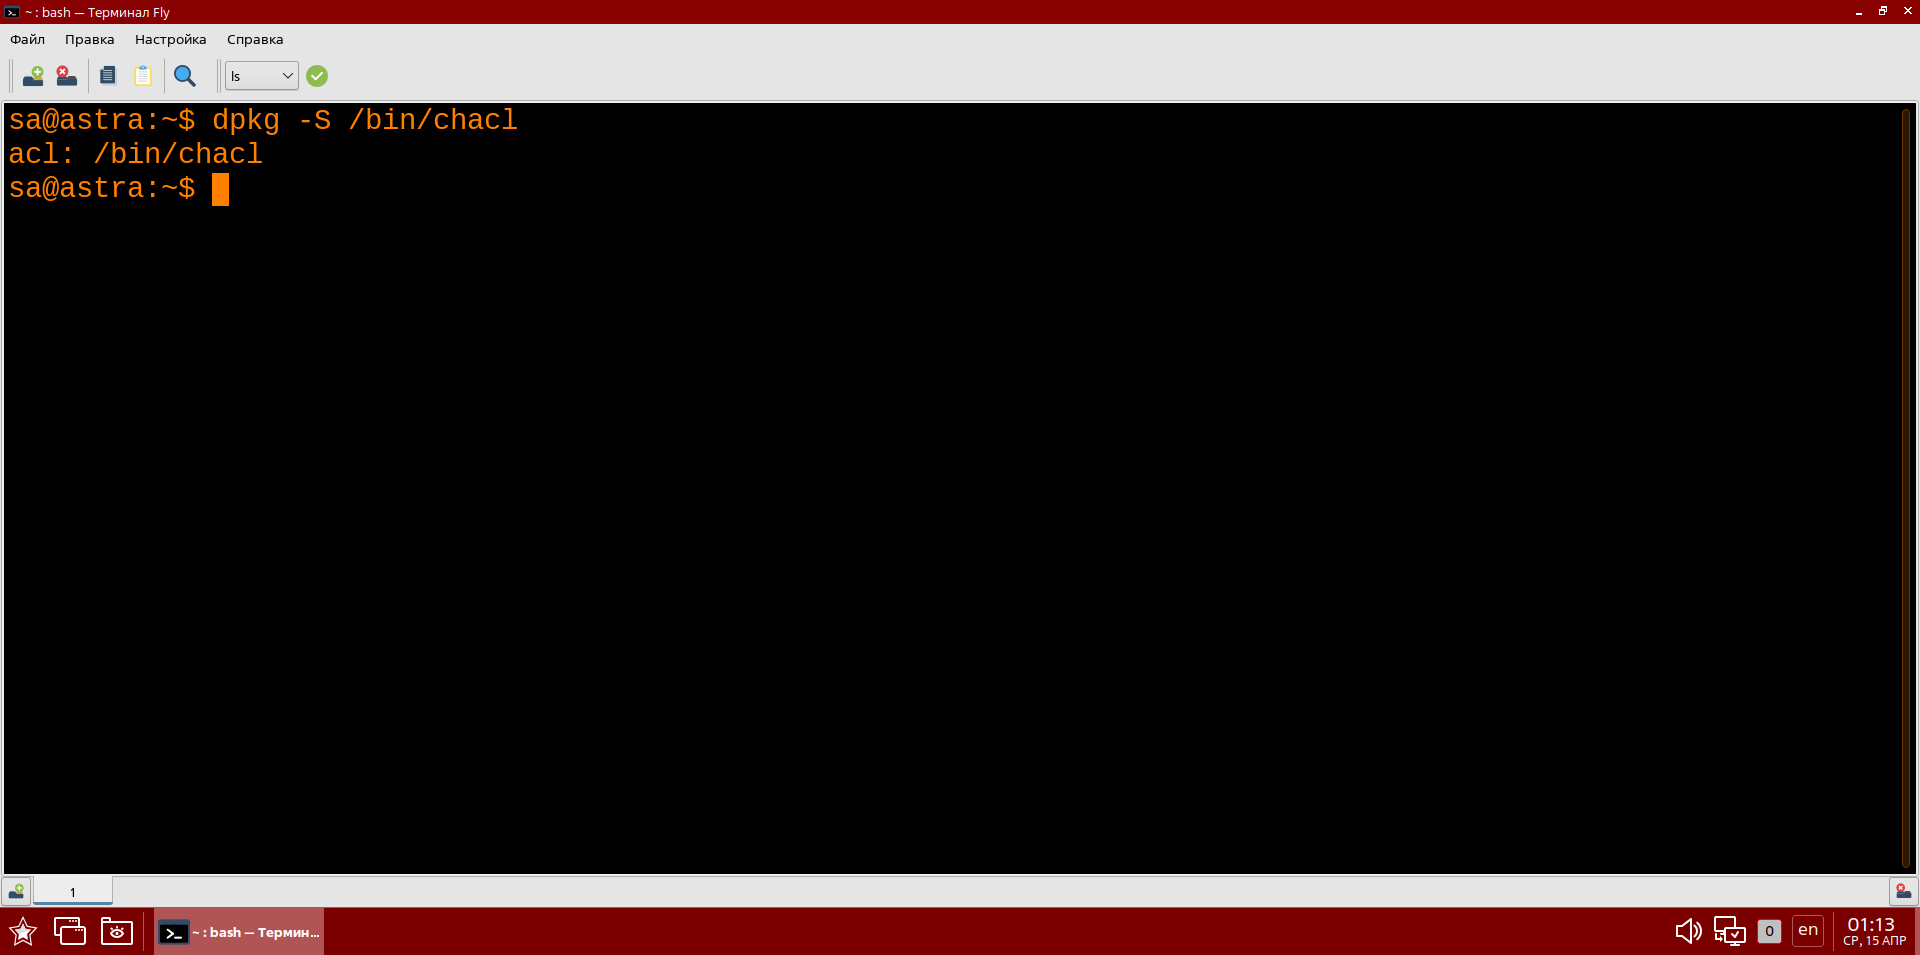 ~ : bash — Терминал Fly
Файл Правка Настройка Справка
ls
sa@astra:~$ dpkg -S /bin/chacl
acl: /bin/chacl
sa@astra:~$
1
~ : bash — Термин...
0
en
01:13
СР, 15 АПР